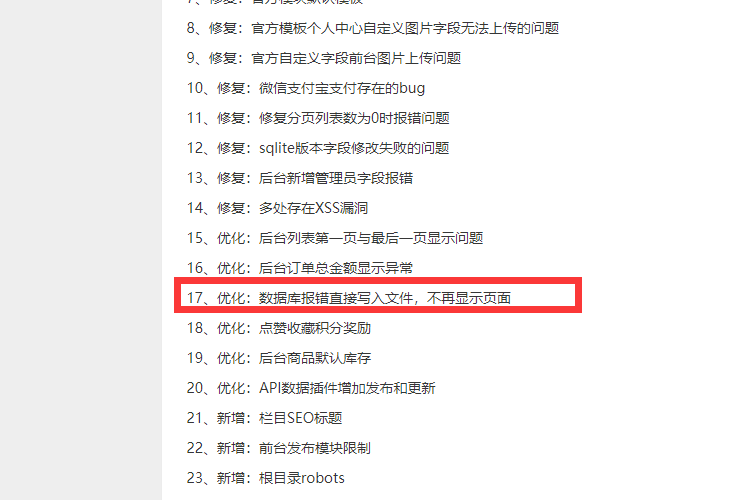 7、修复：官方模块默认模板
8、修复：官方模板个人中心自定义图片字段无法上传的问题
9、修复：官方自定义字段前台图片上传问题
10、修复：微信支付宝支付存在的bug
11、修复：修复分页列表数为0时报错问题
12、修复：sqlite版本字段修改失败的问题
13、修复：后台新增管理员字段报错
14、修复：多处存在XSS漏洞
15、优化：后台列表第一页与最后一页显示问题
16、优化：后台订单总金额显示异常
17、优化：数据库报错直接写入文件，不再显示页面
18、优化：点赞收藏积分奖励
19、优化：后台商品默认库存
20、优化：API数据插件增加发布和更新
21、新增：栏目SEO标题
22、新增：前台发布模块限制
23、新增：根目录robots